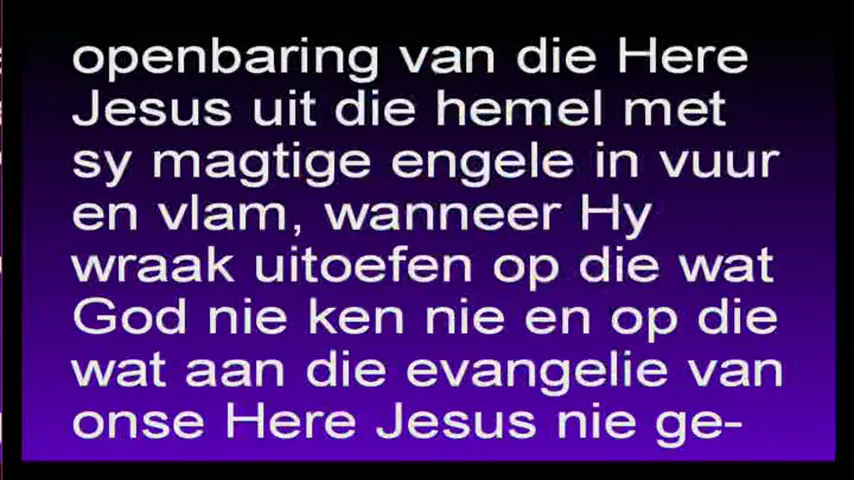 openbaring van die Here
Jesus uit die hemel met
sy magtige engele in vuur
en vlam, wanneer Hy
wraak uitoefen op die wat
God nie ken nie en op die
wat aan die evangelie van
onse Here Jesus nie ge-